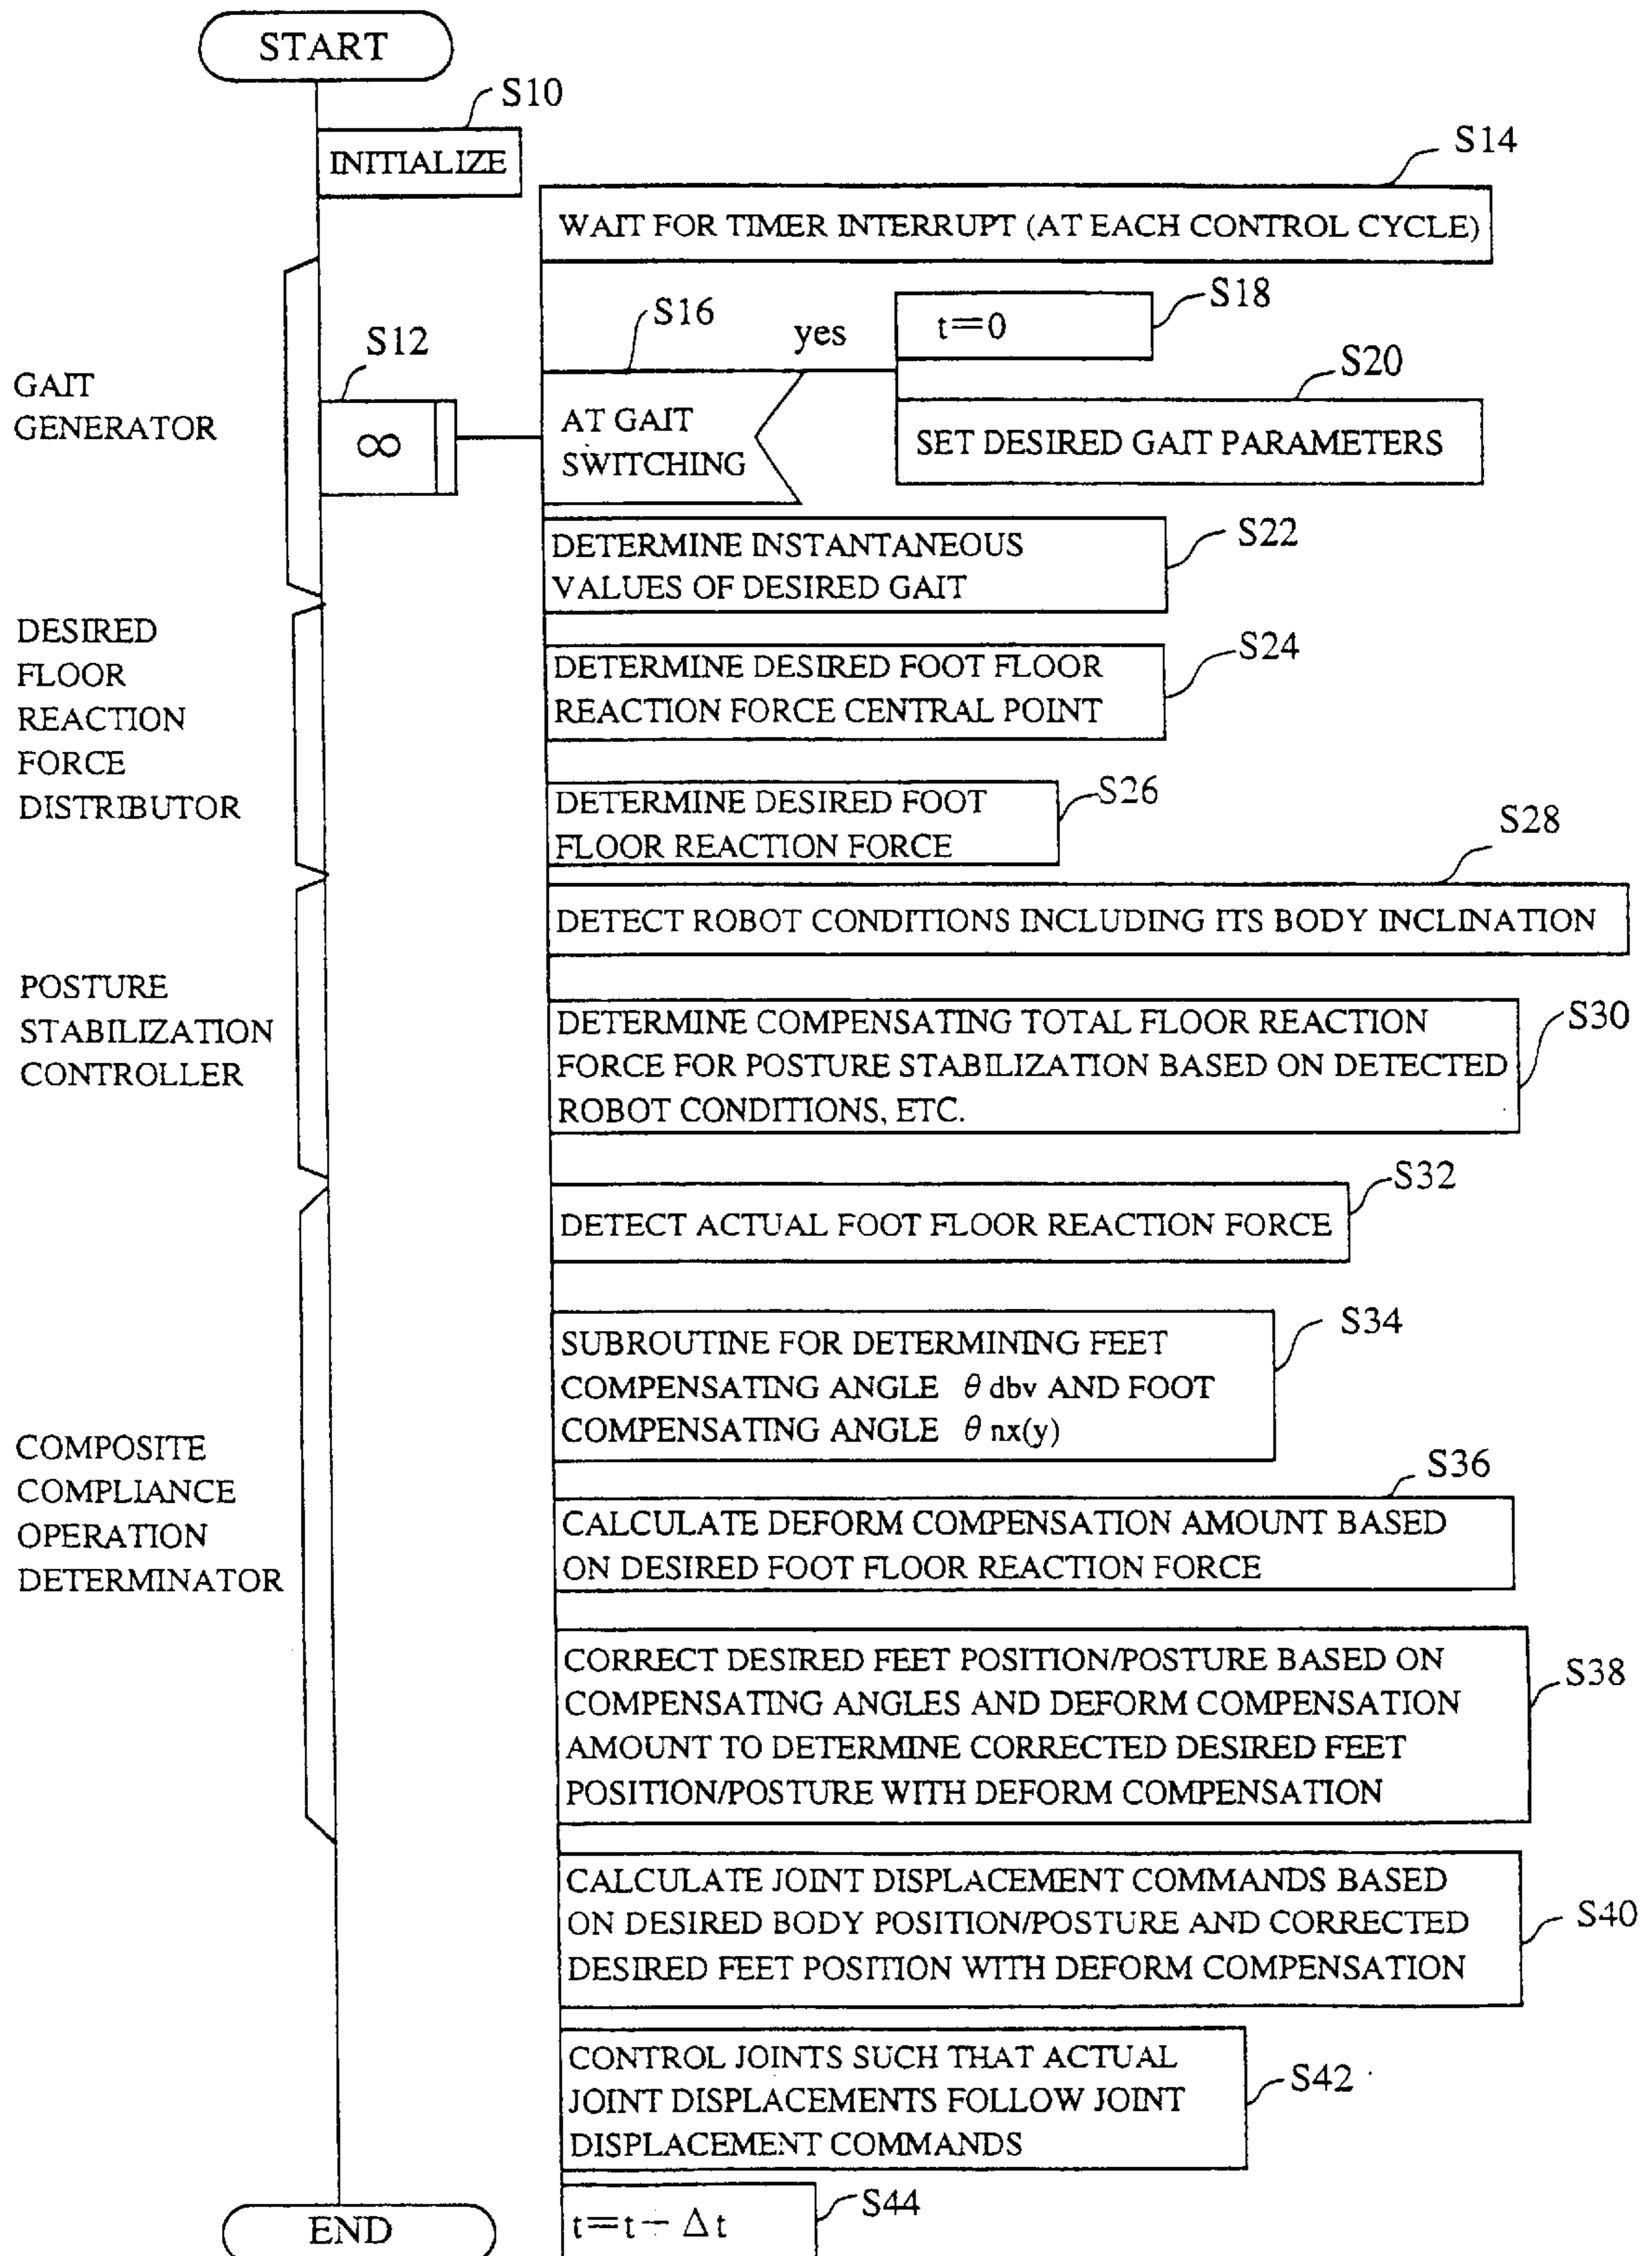 START
S10
INITIALIZE
S14
WAIT FOR TIMER INTERRUPT (AT EACH CONTROL CYCLE)
S12
∞
S16
AT GAIT
SWITCHING
yes
S18
t=0
S20
SET DESIRED GAIT PARAMETERS
GAIT
GENERATOR
S22
DETERMINE INSTANTANEOUS
VALUES OF DESIRED GAIT
DESIRED
FLOOR
REACTION
FORCE
DISTRIBUTOR
S24
DETERMINE DESIRED FOOT FLOOR
REACTION FORCE CENTRAL POINT
S26
DETERMINE DESIRED FOOT
FLOOR REACTION FORCE
S28
DETECT ROBOT CONDITIONS INCLUDING ITS BODY INCLINATION
POSTURE
STABILIZATION
CONTROLLER
S30
DETERMINE COMPENSATING TOTAL FLOOR REACTION
FORCE FOR POSTURE STABILIZATION BASED ON DETECTED
ROBOT CONDITIONS, ETC.
S32
DETECT ACTUAL FOOT FLOOR REACTION FORCE
S34
SUBROUTINE FOR DETERMINING FEET
COMPENSATING ANGLE θ dbv AND FOOT
COMPENSATING ANGLE θ nx(y)
COMPOSITE
COMPLIANCE
OPERATION
DETERMINATOR
S36
CALCULATE DEFORM COMPENSATION AMOUNT BASED
ON DESIRED FOOT FLOOR REACTION FORCE
S38
CORRECT DESIRED FEET POSITION/POSTURE BASED ON
COMPENSATING ANGLES AND DEFORM COMPENSATION
AMOUNT TO DETERMINE CORRECTED DESIRED FEET
POSITION/POSTURE WITH DEFORM COMPENSATION
S40
CALCULATE JOINT DISPLACEMENT COMMANDS BASED
ON DESIRED BODY POSITION/POSTURE AND CORRECTED
DESIRED FEET POSITION WITH DEFORM COMPENSATION
S42
CONTROL JOINTS SUCH THAT ACTUAL
JOINT DISPLACEMENTS FOLLOW JOINT
DISPLACEMENT COMMANDS
S44
t=t- Δt
END